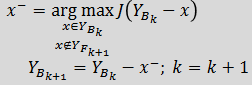 x⁻ = arg max J(Y_{B_k} − x)
x∈Y_{B_k}
x∉Y_{F_{k+1}}
Y_{B_{k+1}} = Y_{B_k} − x⁻; k = k + 1